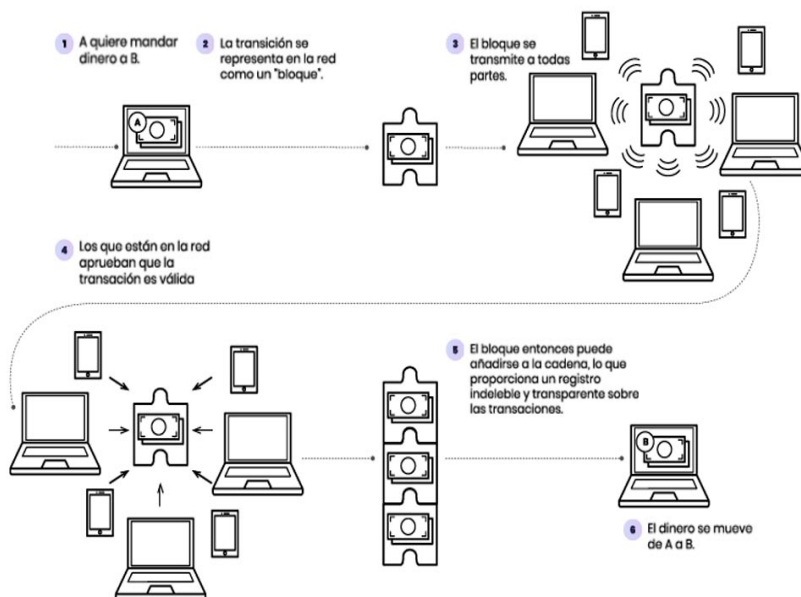 1 A quiere mandar
dinero a B.
2 La transición se
representa en la red
como un "bloque".
3 El bloque se
transmite a todas
partes.
A
4 Los que están en la red
aprueban que la
transación es válida
5 El bloque entonces puede
añadirse a la cadena, lo que
proporciona un registro
indeleble y transparente sobre
las transaciones.
B
6 El dinero se mueve
de A a B.